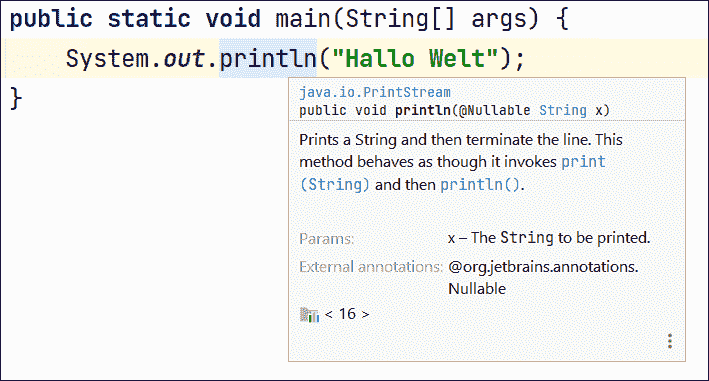 public static void main(String[] args) {
System.out.println("Hallo Welt");
}
java.io.PrintStream
public void println(@Nullable String x)
Prints a String and then terminate the line. This
method behaves as though it invokes print
(String) and then println().
Params: x – The String to be printed.
External annotations: @org.jetbrains.annotations.
Nullable
< 16 >